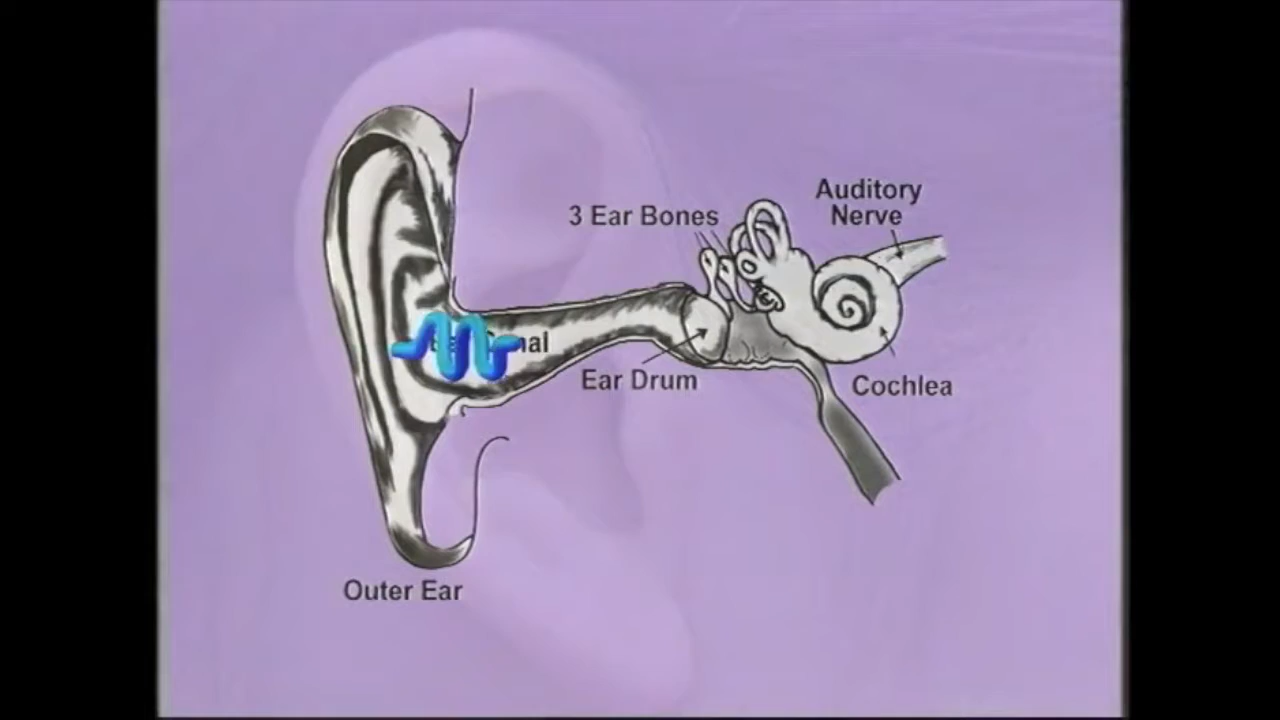 Auditory
Nerve
3 Ear Bones
Ear Drum
Cochlea
Outer Ear